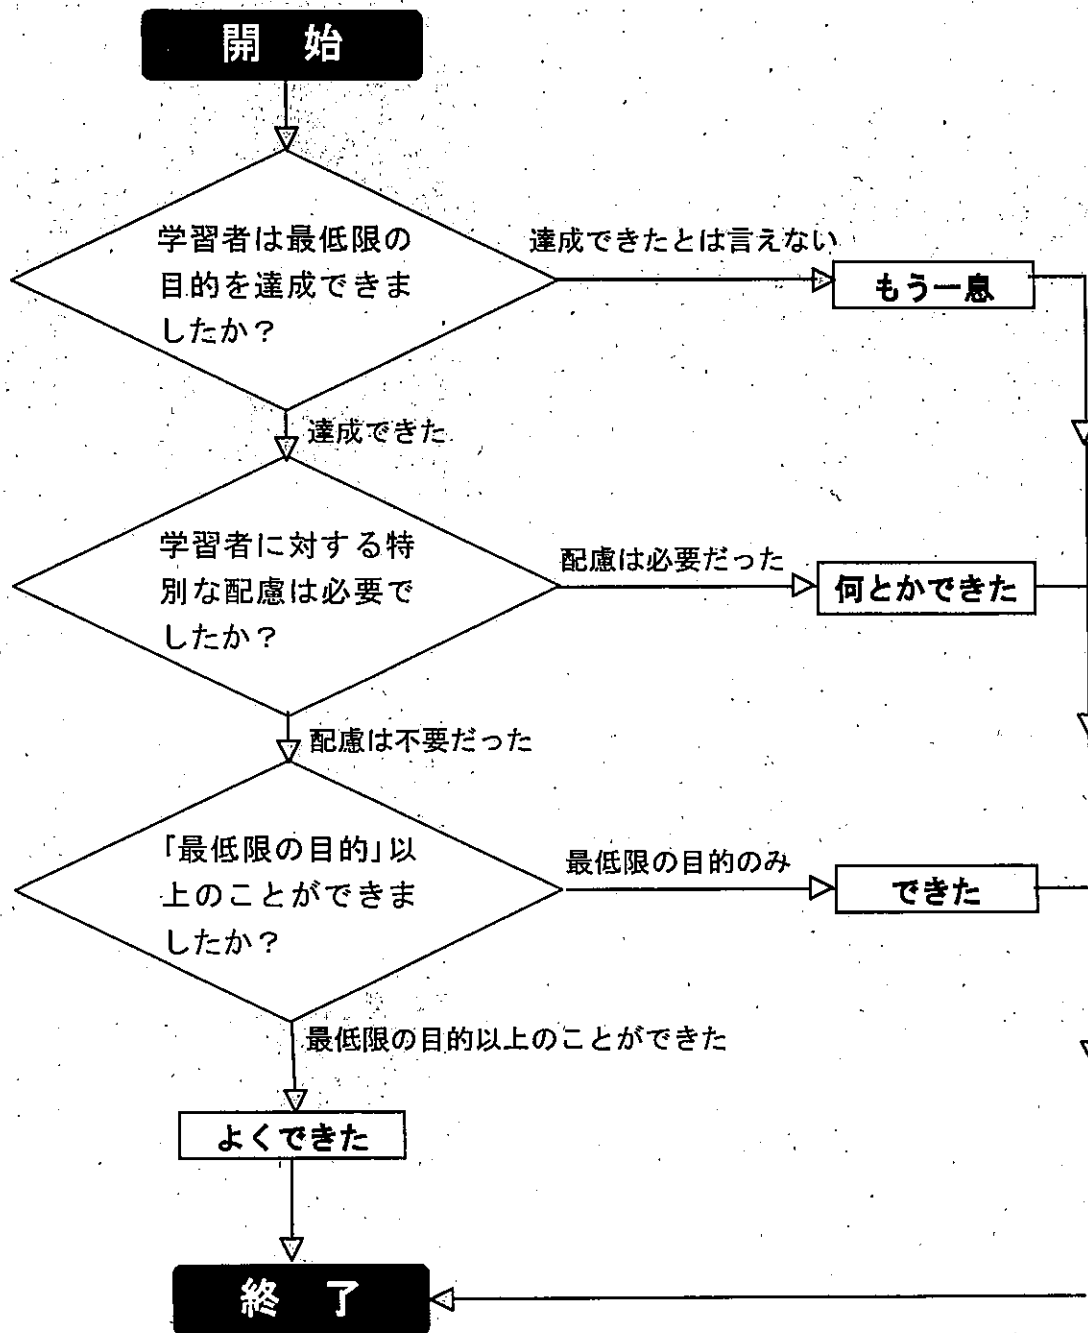 開 始
学習者は最低限の
目的を達成できま
したか？
達成できたとは言えない
もう一息
達成できた
学習者に対する特
別な配慮は必要で
したか？
配慮は必要だった
何とかできた
配慮は不要だった
「最低限の目的」以
上のことができま
したか？
最低限の目的のみ
できた
最低限の目的以上のことができた
よくできた
終 了